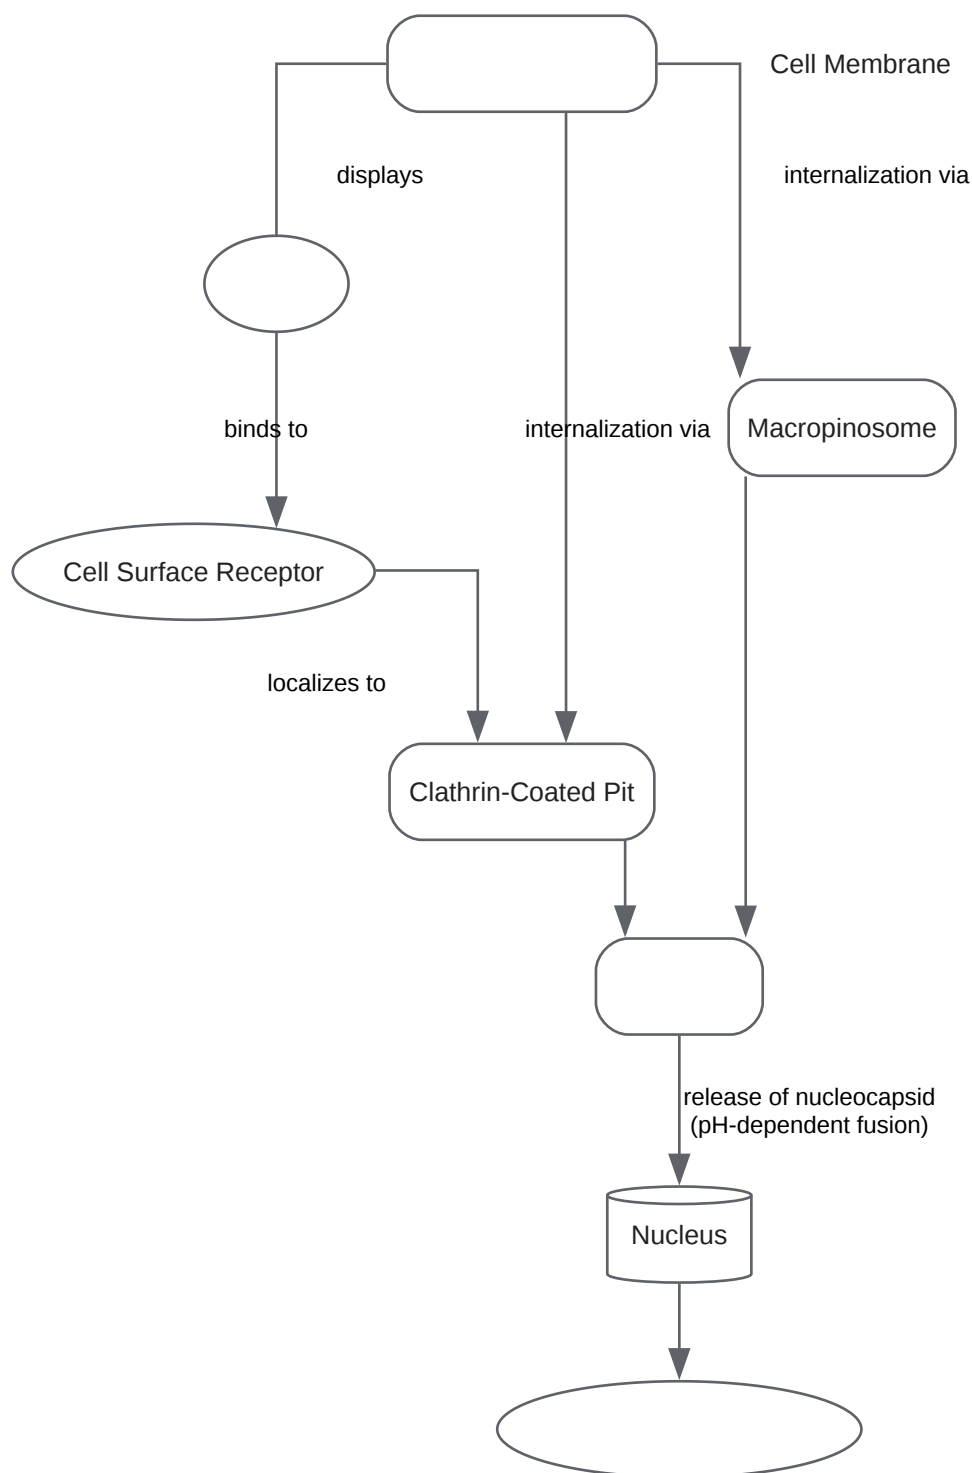 Cell Membrane
displays
internalization via
binds to
internalization via
Macropinosome
Cell Surface Receptor
localizes to
Clathrin-Coated Pit
release of nucleocapsid
(pH-dependent fusion)
Nucleus